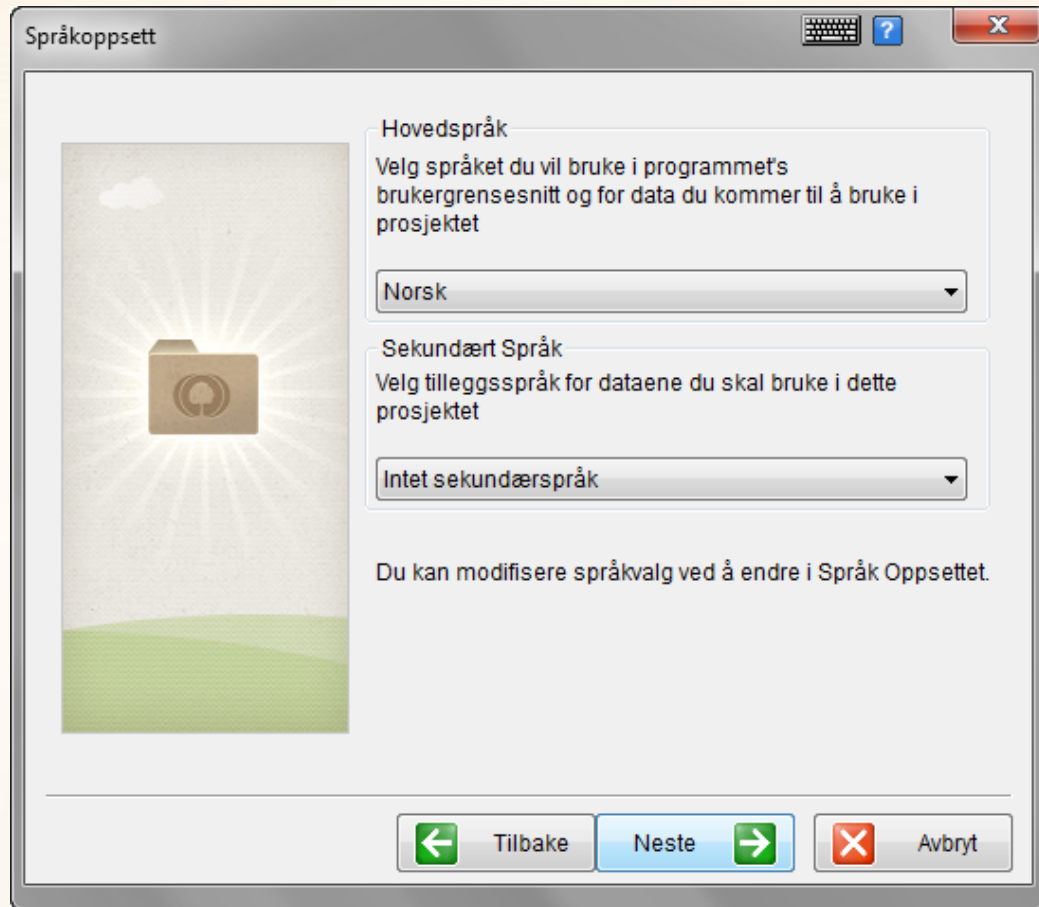 Språkoppsett
?
Hovedspråk
Velg språket du vil bruke i programmet's
brukergrensesnitt og for data du kommer til å bruke i
prosjektet
Norsk
Sekundært Språk
Velg tilleggsspråk for dataene du skal bruke i dette
prosjektet
Intet sekundærspråk
Du kan modifisere språkvalg ved å endre i Språk Oppsettet.
Tilbake
Neste
Avbryt